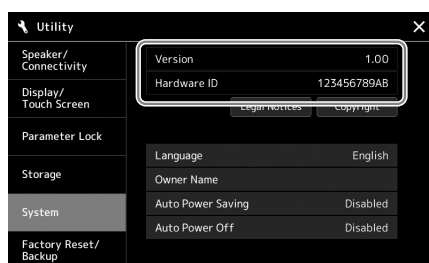 Utility
Speaker/
Connectivity
Display/
Touch Screen
Parameter Lock
Storage
System
Factory Reset/
Backup
Version 1.00
Hardware ID 123456789AB
Legal Notices Copyright
Language English
Owner Name
Auto Power Saving Disabled
Auto Power Off Disabled